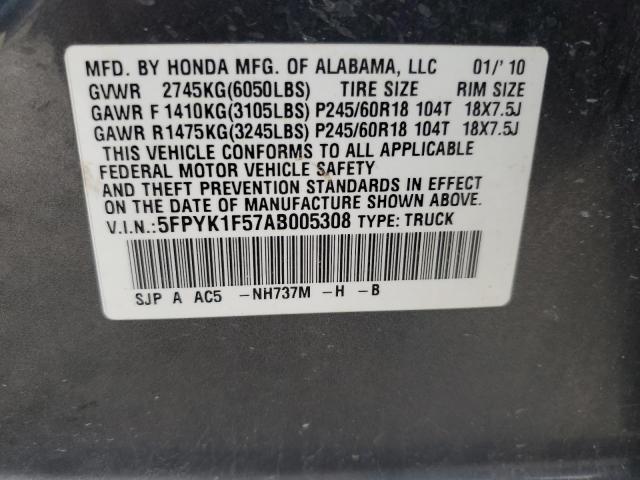 MFD. BY HONDA MFG. OF ALABAMA, LLC 01/'10
GVWR 2745KG(6050LBS) TIRE SIZE RIM SIZE
GAWR F 1410KG(3105LBS) P245/60R18 104T 18X7.5J
GAWR R 1475KG(3245LBS) P245/60R18 104T 18X7.5J
THIS VEHICLE CONFORMS TO ALL APPLICABLE
FEDERAL MOTOR VEHICLE SAFETY
AND THEFT PREVENTION STANDARDS IN EFFECT
ON THE DATE OF MANUFACTURE SHOWN ABOVE.
V.I.N.:5FPYK1F57AB005308 TYPE: TRUCK
SJP A AC5 -NH737M -H -B